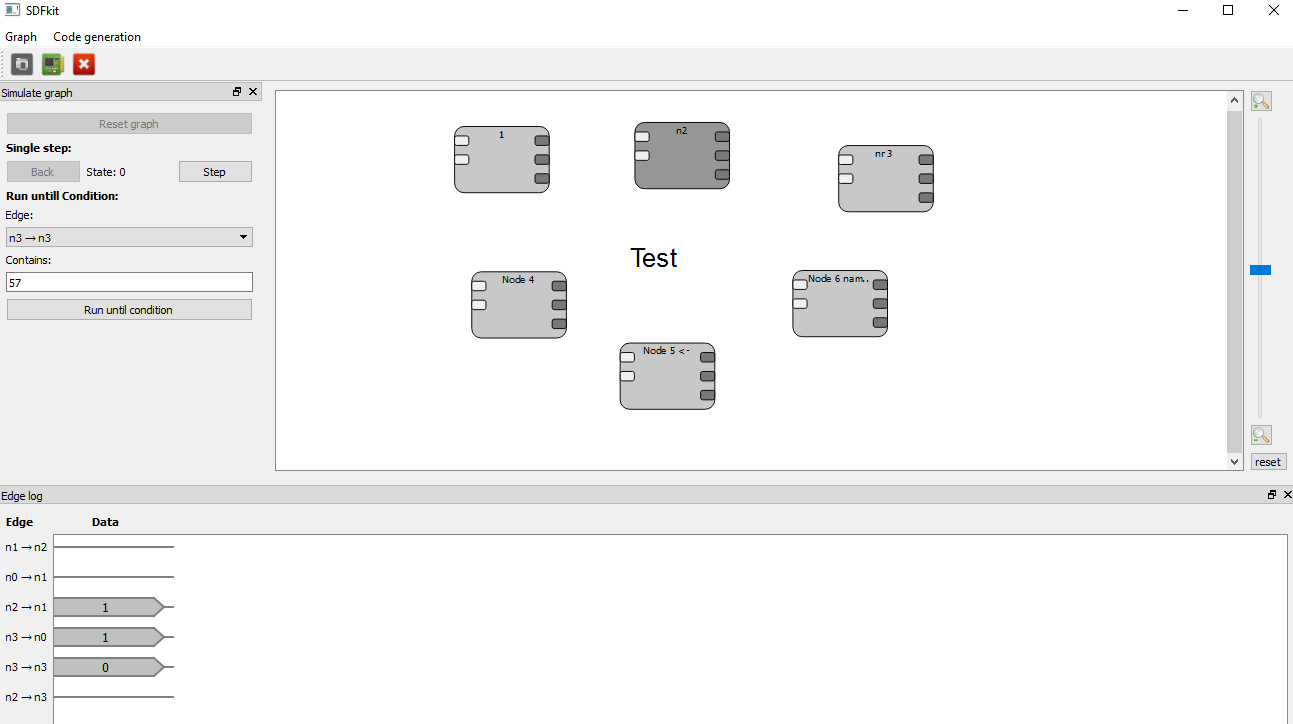 SDFkit
Graph Code generation
Simulate graph
Reset graph
Single step:
Back State: 0 Step
Run untill Condition:
Edge:
n3 → n3
Contains:
57
Run until condition
1
n2
nr 3
Test
Node 4
Node 6 nam..
Node 5 <-
reset
Edge log
Edge Data
n1 → n2
n0 → n1
n2 → n1 1
n3 → n0 1
n3 → n3 0
n2 → n3